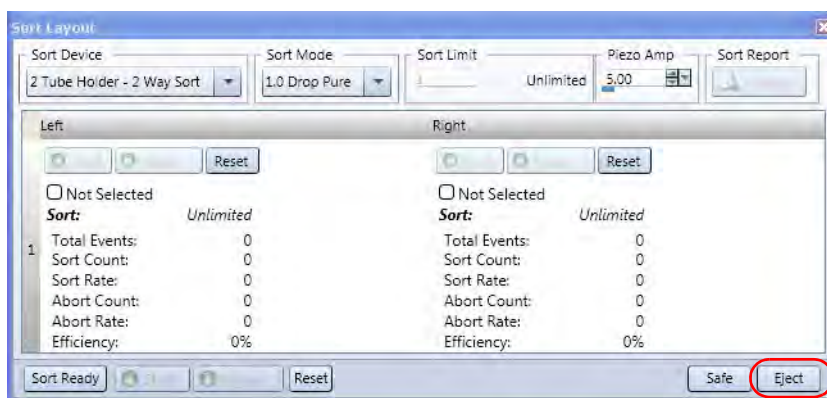 Sort Layout
Sort Device Sort Mode Sort Limit Piezo Amp Sort Report
2 Tube Holder - 2 Way Sort 1.0 Drop Pure Unlimited 5.00
Left Right
Reset Reset
Not Selected Not Selected
Sort: Unlimited Sort: Unlimited
1
Total Events: 0 Total Events: 0
Sort Count: 0 Sort Count: 0
Sort Rate: 0 Sort Rate: 0
Abort Count: 0 Abort Count: 0
Abort Rate: 0 Abort Rate: 0
Efficiency: 0% Efficiency: 0%
Sort Ready Reset Safe Eject